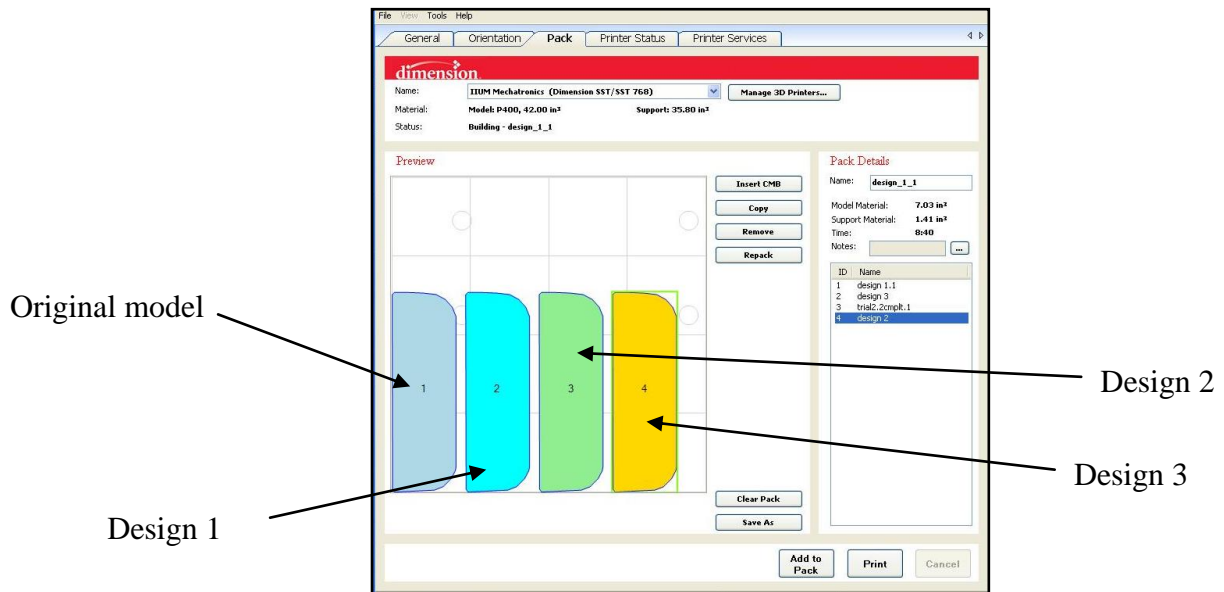 File View Tools Help
General Orientation Pack Printer Status Printer Services
dimension
Name: IIUM Mechatronics (Dimension SST/SST 768) Manage 3D Printers...
Material: Model: P400, 42.00 in³ Support: 35.80 in³
Status: Building - design_1_1
Preview
Insert CMB
Copy
Remove
Repack
1 2 3 4
Clear Pack
Save As
Pack Details
Name: design_1_1
Model Material: 7.03 in³
Support Material: 1.41 in³
Time: 8:40
Notes: ...
ID Name
1 design 1.1
2 design 3
3 trial2.2cmplt.1
4 design 2
Add to
Pack
Print
Cancel
Original model
Design 1
Design 2
Design 3